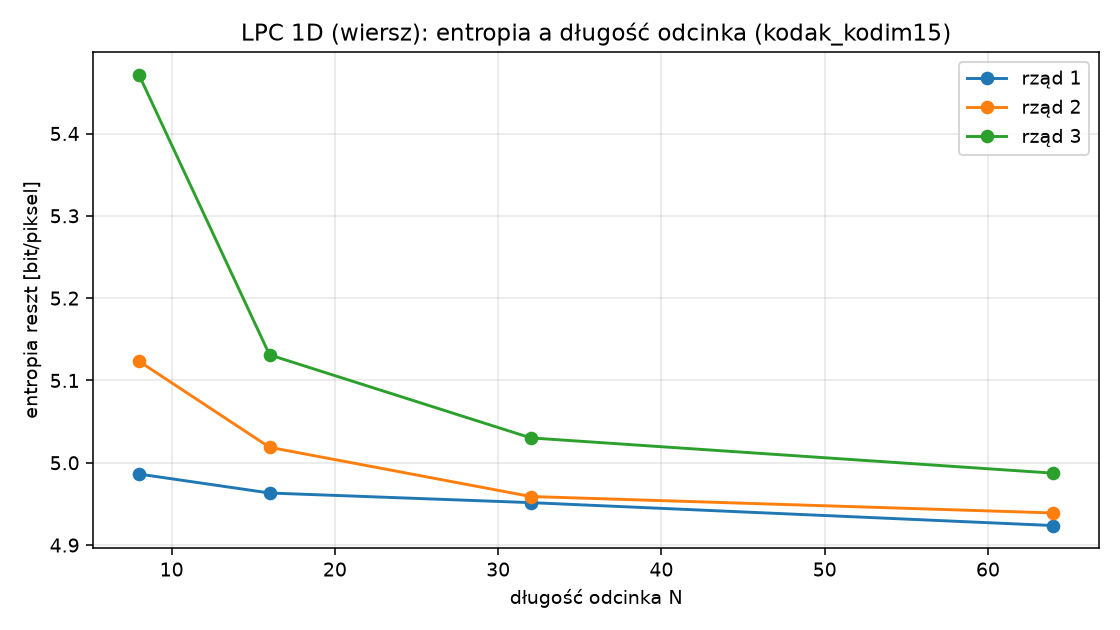 LPC 1D (wiersz): entropia a długość odcinka (kodak_kodim15)
rząd 1
rząd 2
rząd 3
entropia reszt [bit/piksel]
5.4
5.3
5.2
5.1
5.0
4.9
10 20 30 40 50 60
długość odcinka N